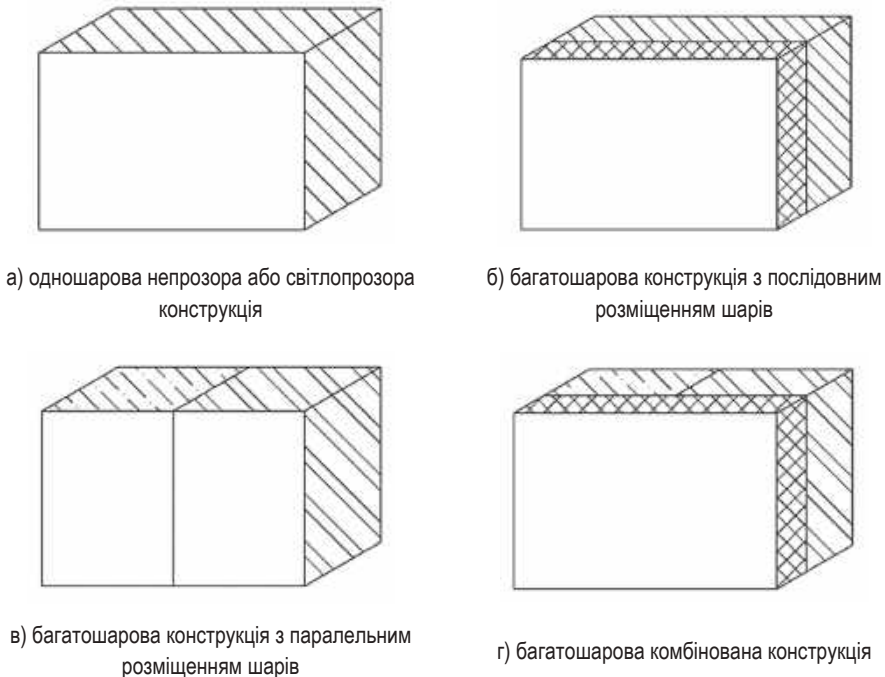 а) одношарова непрозора або світлопрозора
конструкція
б) багатошарова конструкція з послідовним
розміщенням шарів
в) багатошарова конструкція з паралельним
розміщенням шарів
г) багатошарова комбінована конструкція